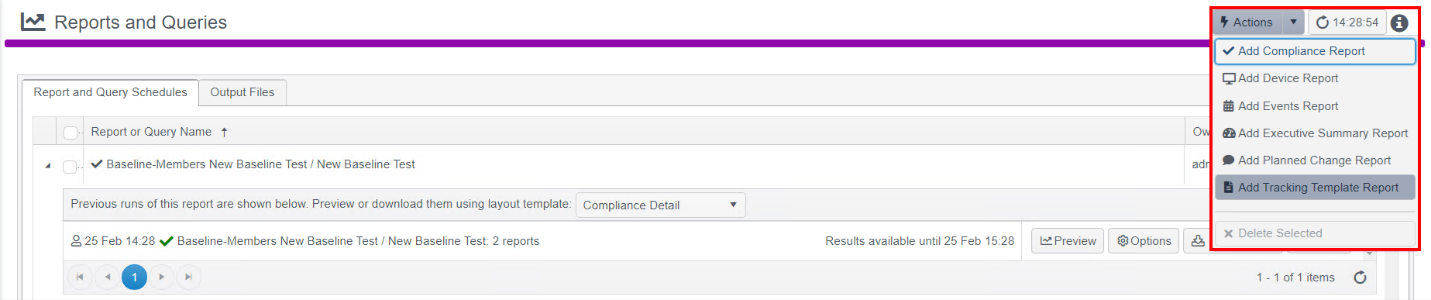 Reports and Queries
Actions
14:28:54
Add Compliance Report
Add Device Report
Add Events Report
Add Executive Summary Report
Add Planned Change Report
Add Tracking Template Report
Delete Selected
Report and Query Schedules
Output Files
Report or Query Name ↑
Ow
Baseline-Members New Baseline Test / New Baseline Test
adm
Previous runs of this report are shown below. Preview or download them using layout template: Compliance Detail
25 Feb 14:28 Baseline-Members New Baseline Test / New Baseline Test: 2 reports
Results available until 25 Feb 15:28
Preview
Options
1
1 - 1 of 1 items